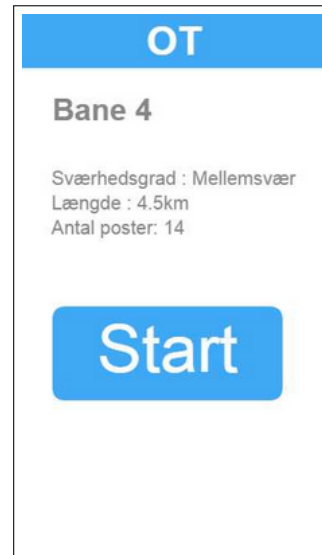 OT
Bane 4
Sværhedsgrad : Mellemsvær
Længde : 4.5km
Antal poster: 14
Start